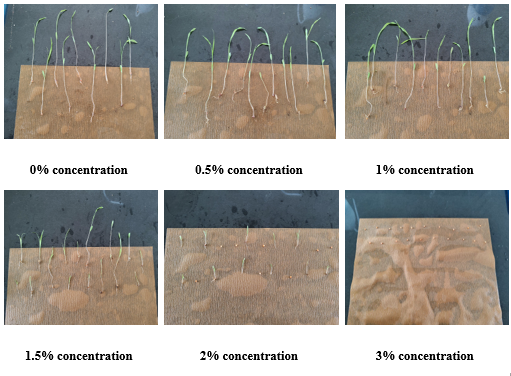 0% concentration
0.5% concentration
1% concentration
1.5% concentration
2% concentration
3% concentration